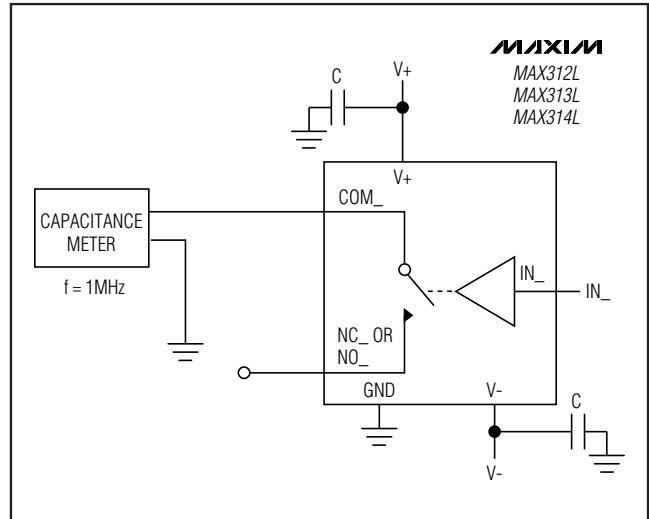 MAXIM
MAX312L
MAX313L
MAX314L
C
V+
V+
COM_
CAPACITANCE
METER
f = 1MHz
IN_
IN_
NC_ OR
NO_
GND
V-
C
V-